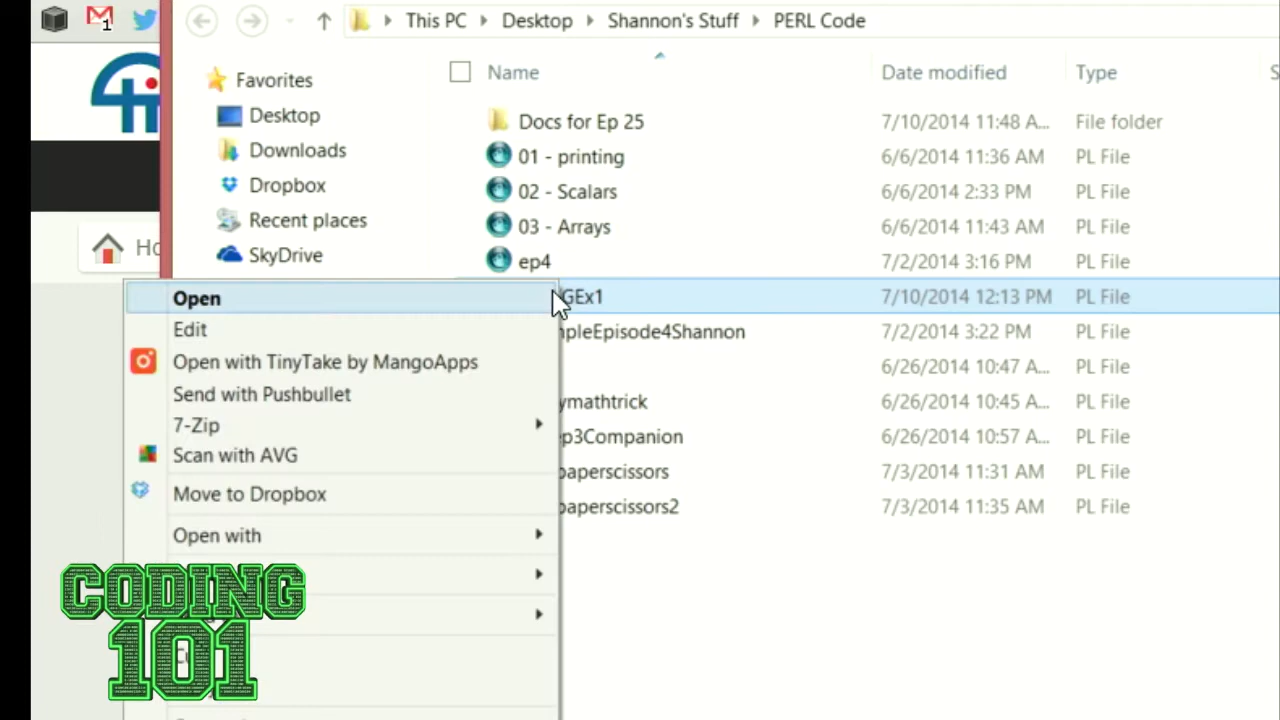 1
This PC Desktop Shannon's Stuff PERL Code
Name Date modified Type
Favorites
Desktop
Downloads
Dropbox
Recent places
SkyDrive
Docs for Ep 25 7/10/2014 11:48 A... File folder
01 - printing 6/6/2014 11:36 AM PL File
02 - Scalars 6/6/2014 2:33 PM PL File
03 - Arrays 6/6/2014 11:43 AM PL File
ep4 7/2/2014 3:16 PM PL File
GEx1 7/10/2014 12:13 PM PL File
mpleEpisode4Shannon 7/2/2014 3:22 PM PL File
6/26/2014 10:47 A... PL File
ymathtrick 6/26/2014 10:45 A... PL File
ep3Companion 6/26/2014 10:57 A... PL File
paperscissors 7/3/2014 11:31 AM PL File
paperscissors2 7/3/2014 11:35 AM PL File
Ho
Open
Edit
Open with TinyTake by MangoApps
Send with Pushbullet
7-Zip
Scan with AVG
Move to Dropbox
Open with
CODING
101